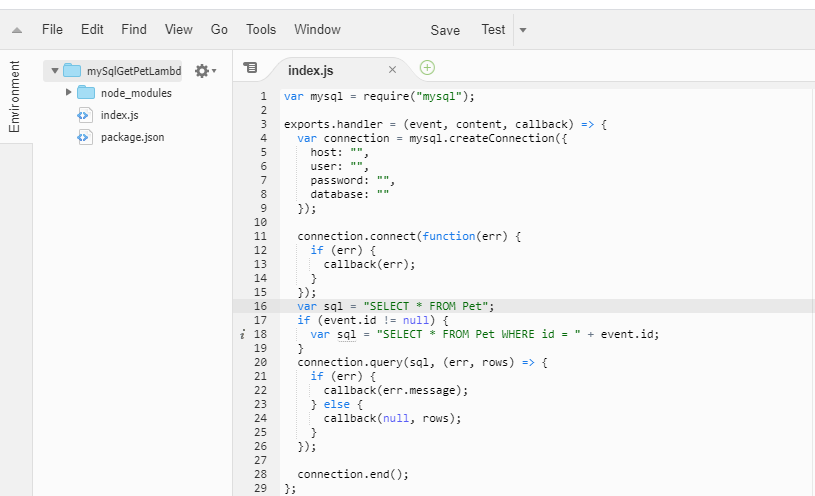 File Edit Find View Go Tools Window Save Test
Environment
mySqlGetPetLambd
node_modules
index.js
package.json
index.js
1 var mysql = require("mysql");
2
3 exports.handler = (event, content, callback) => {
4 var connection = mysql.createConnection({
5 host: "",
6 user: "",
7 password: "",
8 database: ""
9 });
10
11 connection.connect(function(err) {
12 if (err) {
13 callback(err);
14 }
15 });
16 var sql = "SELECT * FROM Pet";
17 if (event.id != null) {
i 18 var sql = "SELECT * FROM Pet WHERE id = " + event.id;
19 }
20 connection.query(sql, (err, rows) => {
21 if (err) {
22 callback(err.message);
23 } else {
24 callback(null, rows);
25 }
26 });
27
28 connection.end();
29 };